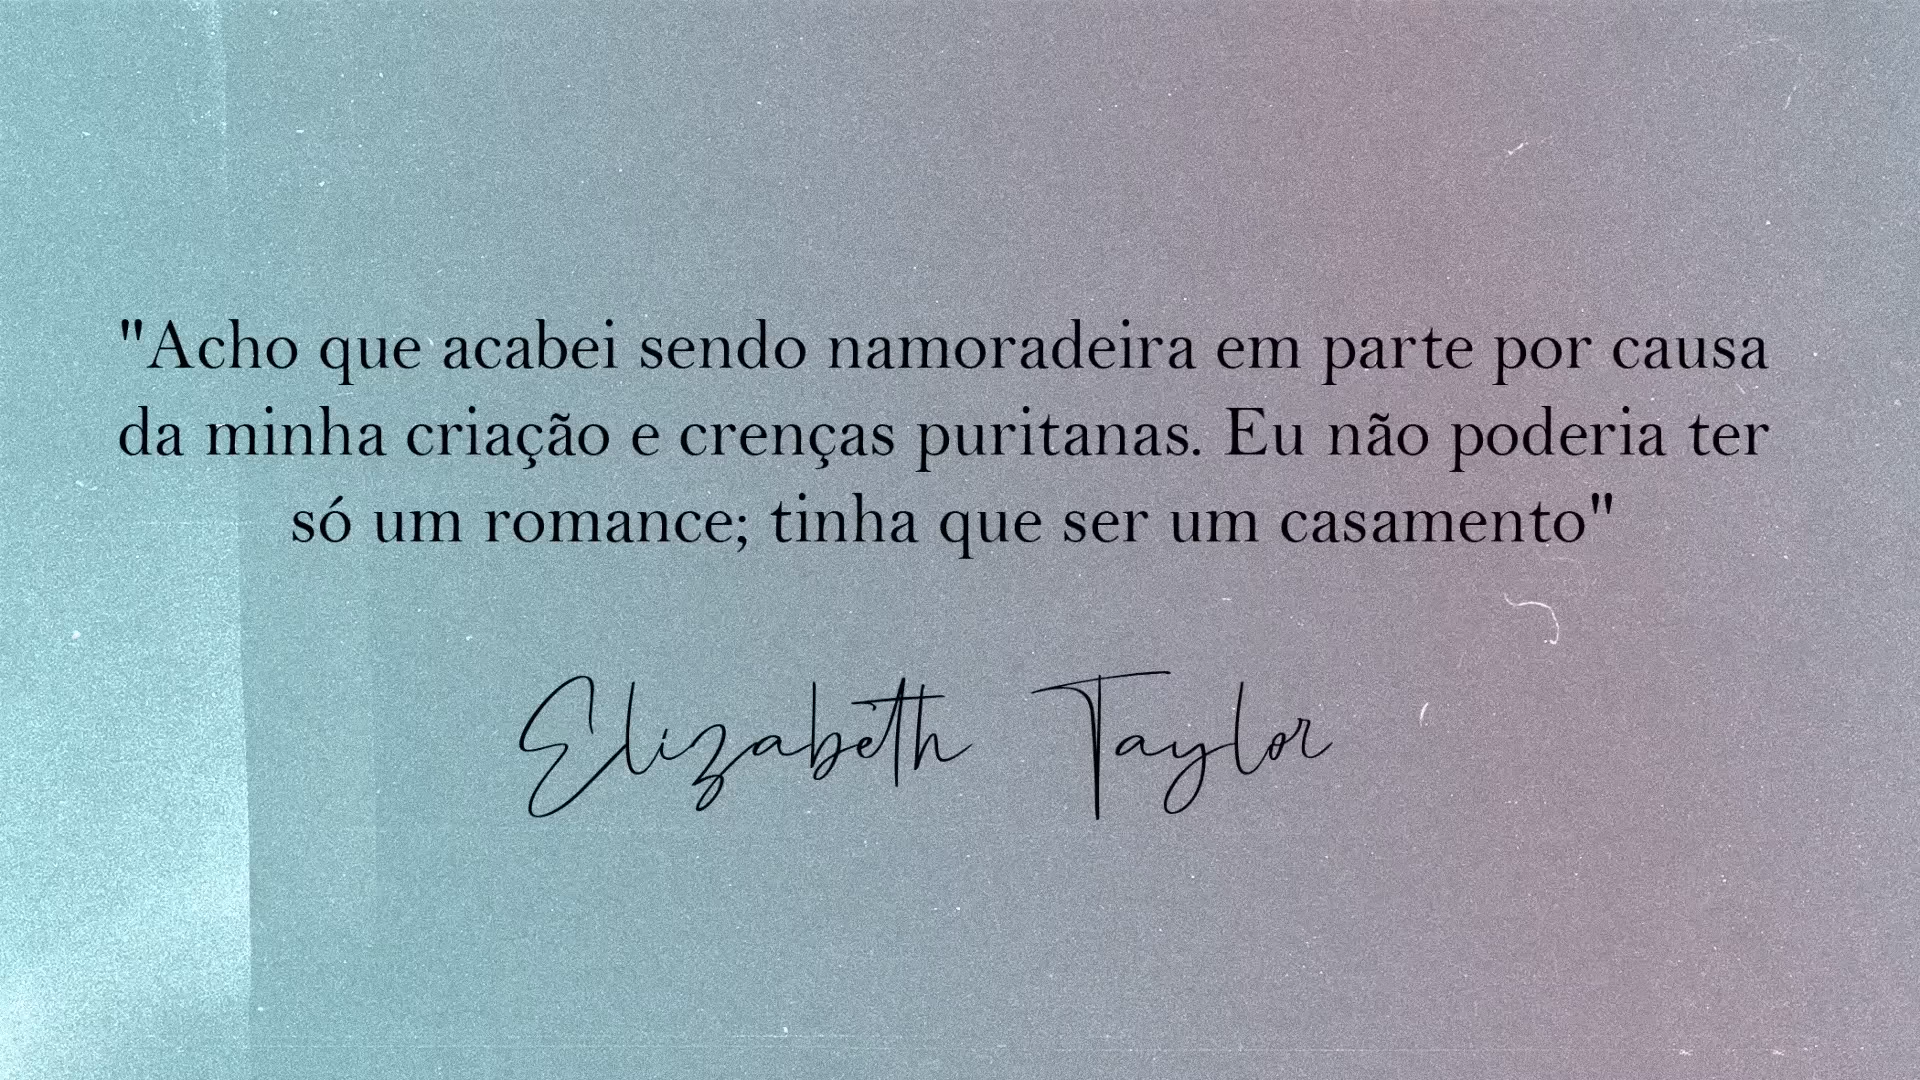 "Acho que acabei sendo namoradeira em parte por causa
da minha criação e crenças puritanas. Eu não poderia ter
só um romance; tinha que ser um casamento"
Elizabeth Taylor